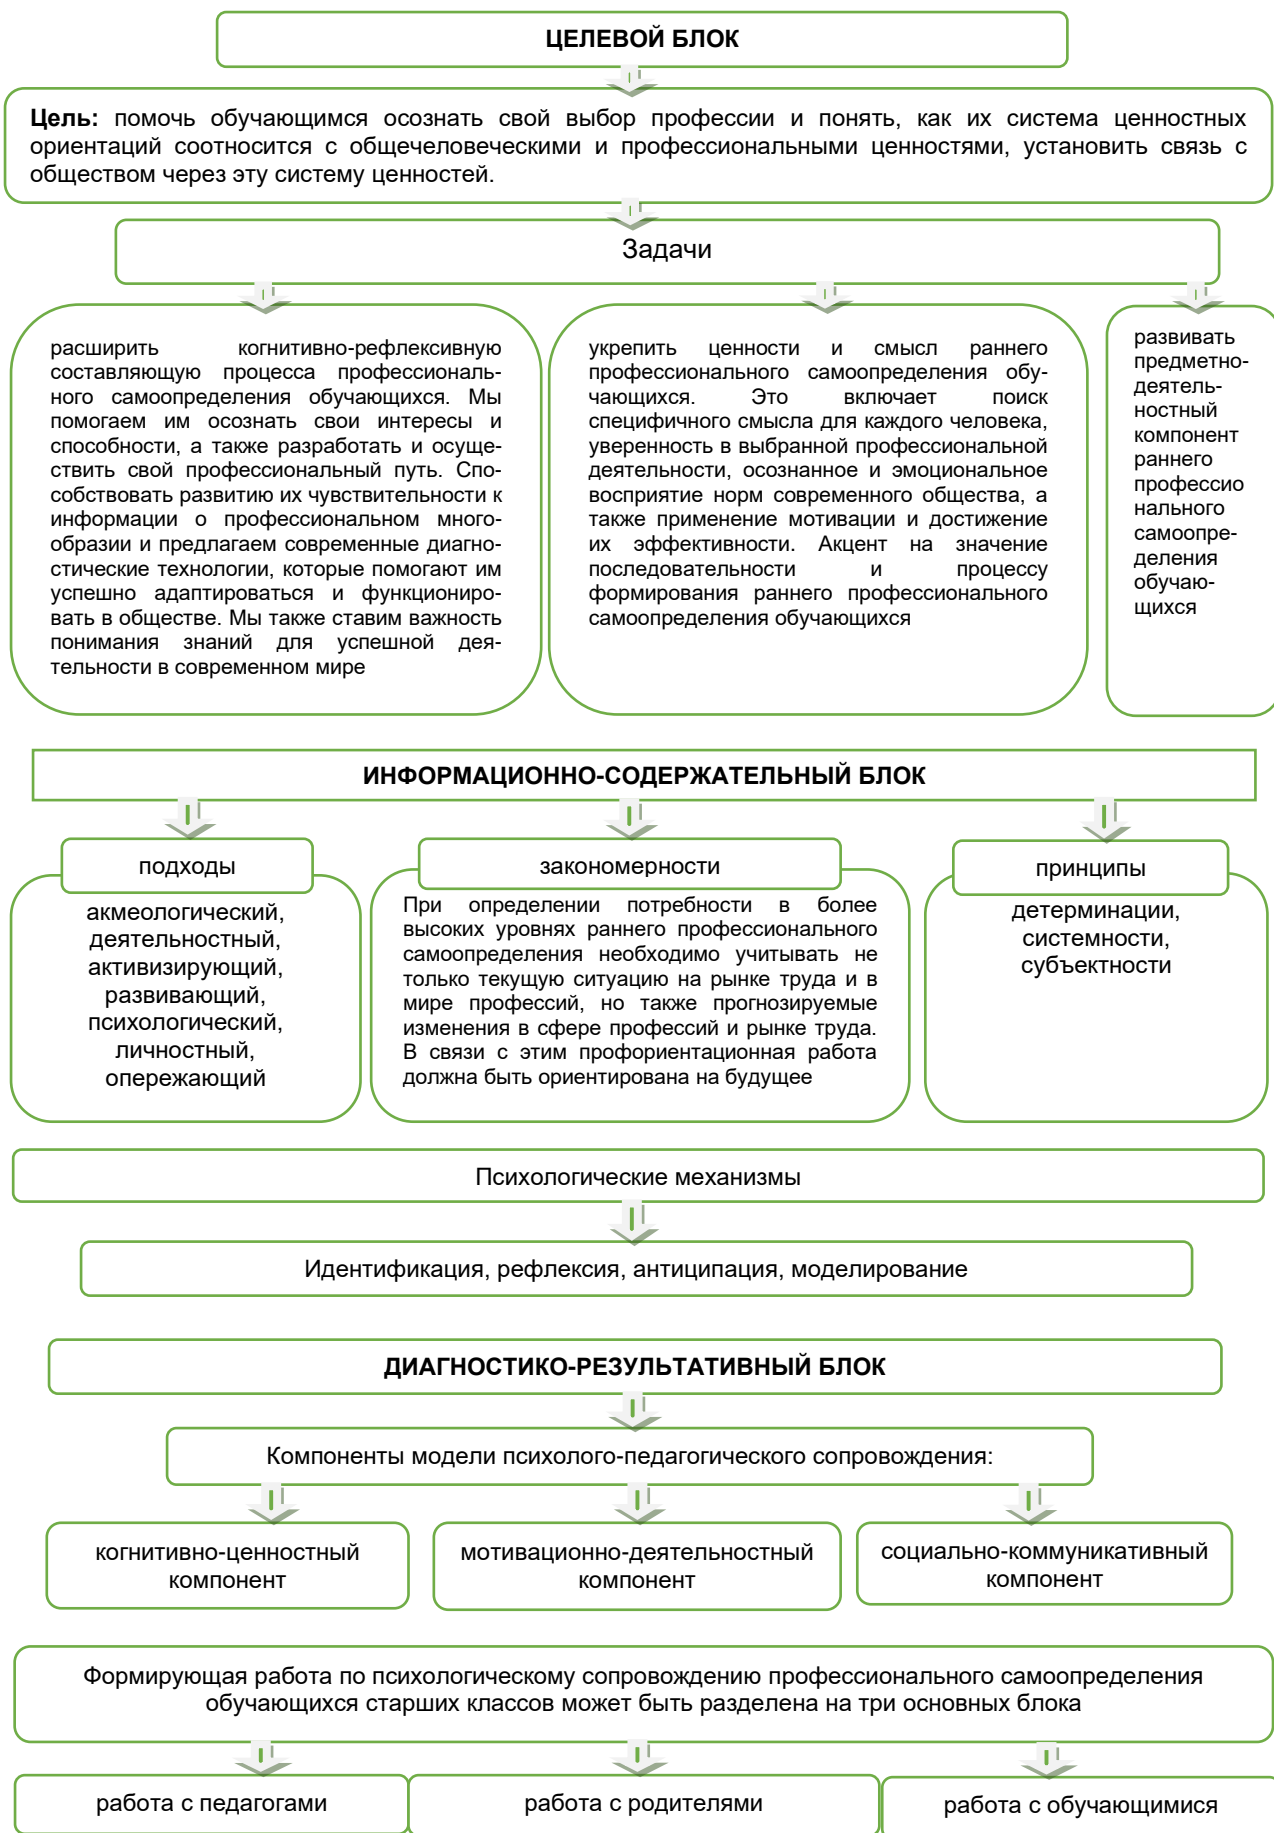 ЦЕЛЕВОЙ БЛОК
Цель: помочь обучающимся осознать свой выбор профессии и понять, как их система ценностных
ориентаций соотносится с общечеловеческими и профессиональными ценностями, установить связь с
обществом через эту систему ценностей.
Задачи
расширить когнитивно-рефлексивную
составляющую процесса профессиональ-
ного самоопределения обучающихся. Мы
помогаем им осознать свои интересы и
способности, а также разработать и осуще-
ствить свой профессиональный путь. Спо-
собствовать развитию их чувствительности к
информации о профессиональном много-
образии и предлагаем современные диагно-
стические технологии, которые помогают им
успешно адаптироваться и функциониро-
вать в обществе. Мы также ставим важность
понимания знаний для успешной дея-
тельности в современном мире
укрепить ценности и смысл раннего
профессионального самоопределения обу-
чающихся. Это включает поиск
специфичного смысла для каждого человека,
уверенность в выбранной профессиональной
деятельности, осознанное и эмоциональное
восприятие норм современного общества, а
также применение мотивации и достижение
их эффективности. Акцент на значение
последовательности и процессу
формирования раннего профессионального
самоопределения обучающихся
развивать
предметно-
деятель-
ностный
компонент
раннего
профессио
нального
самоопре-
деления
обучаю-
щихся
ИНФОРМАЦИОННО-СОДЕРЖАТЕЛЬНЫЙ БЛОК
подходы
акмеологический,
деятельностный,
активизирующий,
развивающий,
психологический,
личностный,
опережающий
закономерности
При определении потребности в более
высоких уровнях раннего профессионального
самоопределения необходимо учитывать не
только текущую ситуацию на рынке труда и в
мире профессий, но также прогнозируемые
изменения в сфере профессий и рынке труда.
В связи с этим профориентационная работа
должна быть ориентирована на будущее
принципы
детерминации,
системности,
субъектности
Психологические механизмы
Идентификация, рефлексия, антиципация, моделирование
ДИАГНОСТИКО-РЕЗУЛЬТАТИВНЫЙ БЛОК
Компоненты модели психолого-педагогического сопровождения:
когнитивно-ценностный
компонент
мотивационно-деятельностный
компонент
социально-коммуникативный
компонент
Формирующая работа по психологическому сопровождению профессионального самоопределения
обучающихся старших классов может быть разделена на три основных блока
работа с педагогами
работа с родителями
работа с обучающимися